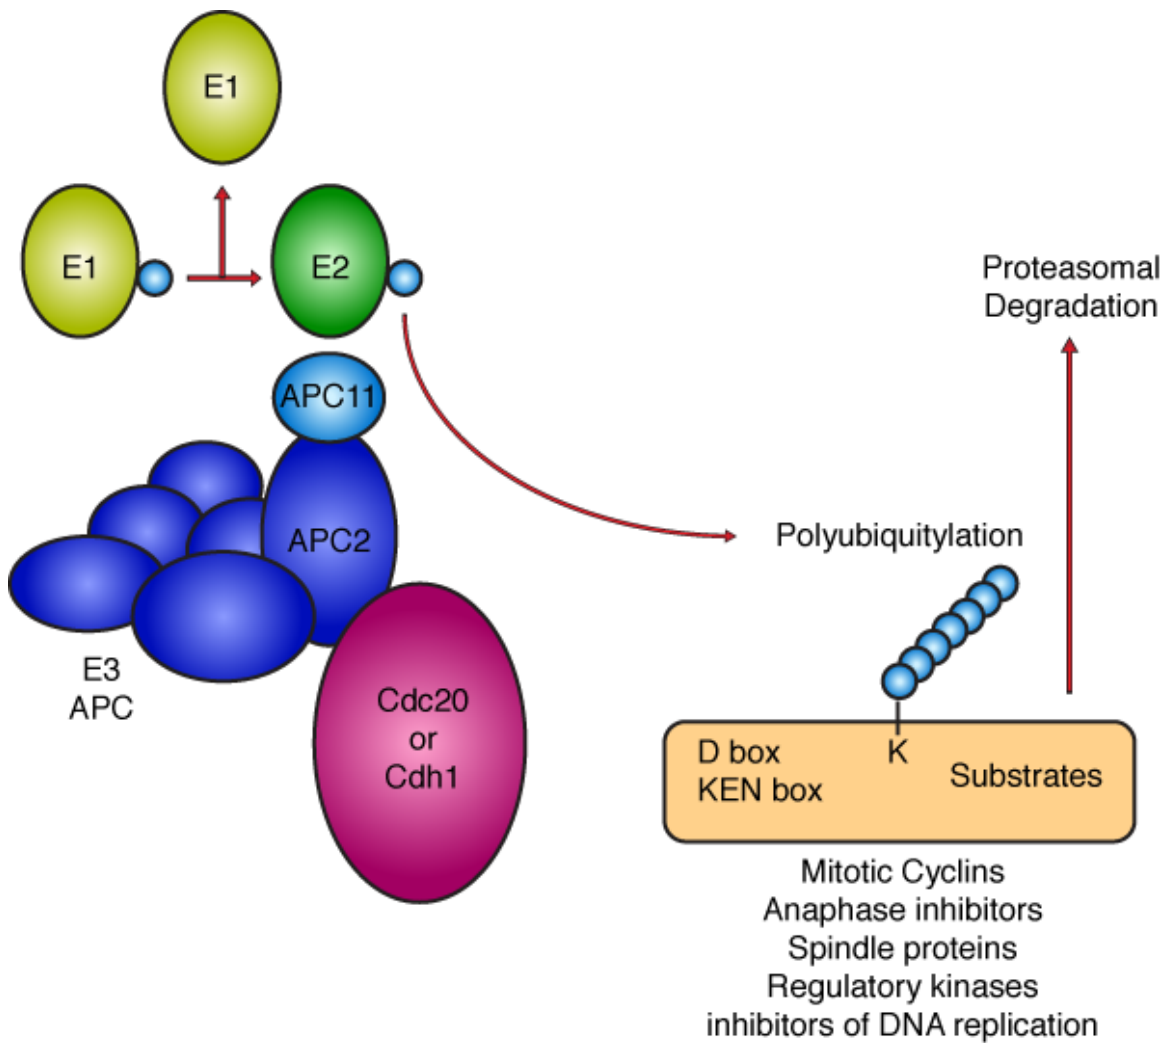 E1
E1
E2
Proteasomal
Degradation
APC11
APC2
Polyubiquitylation
E3
APC
Cdc20
or
Cdh1
D box
KEN box
K
Substrates
Mitotic Cyclins
Anaphase inhibitors
Spindle proteins
Regulatory kinases
inhibitors of DNA replication